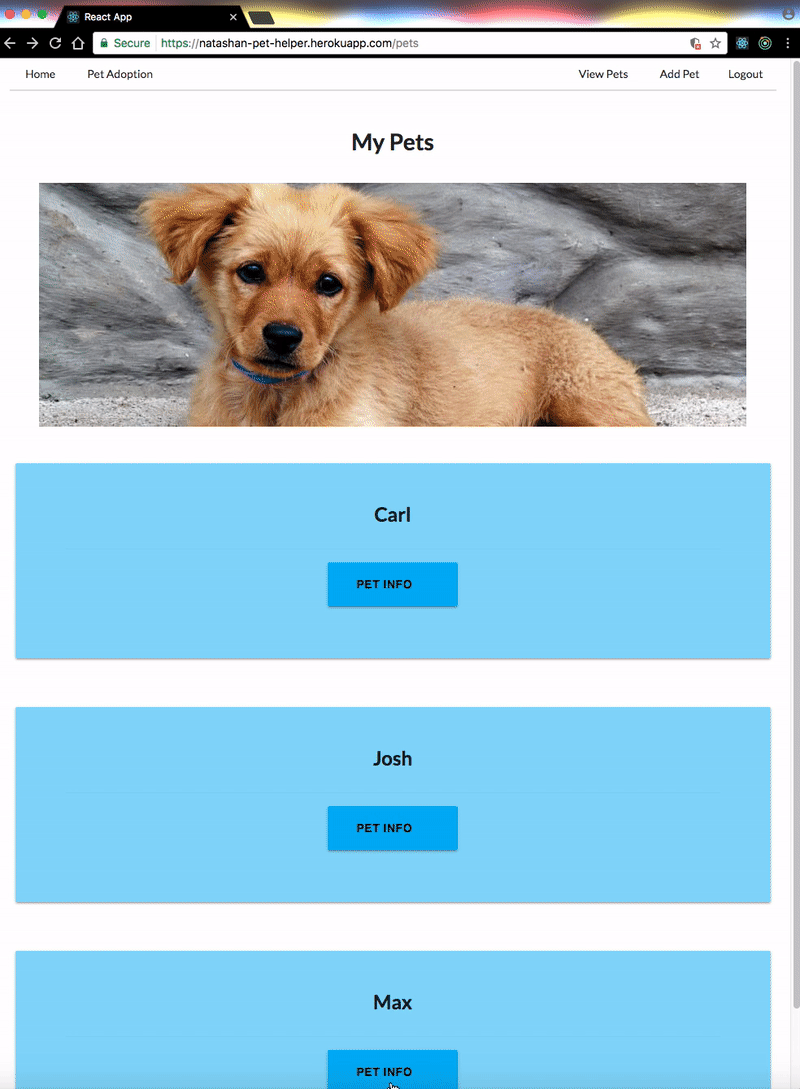 React App
Secure https://natashan-pet-helper.herokuapp.com/pets
Home Pet Adoption View Pets Add Pet Logout
My Pets
Carl
PET INFO
Josh
PET INFO
Max
PET INFO